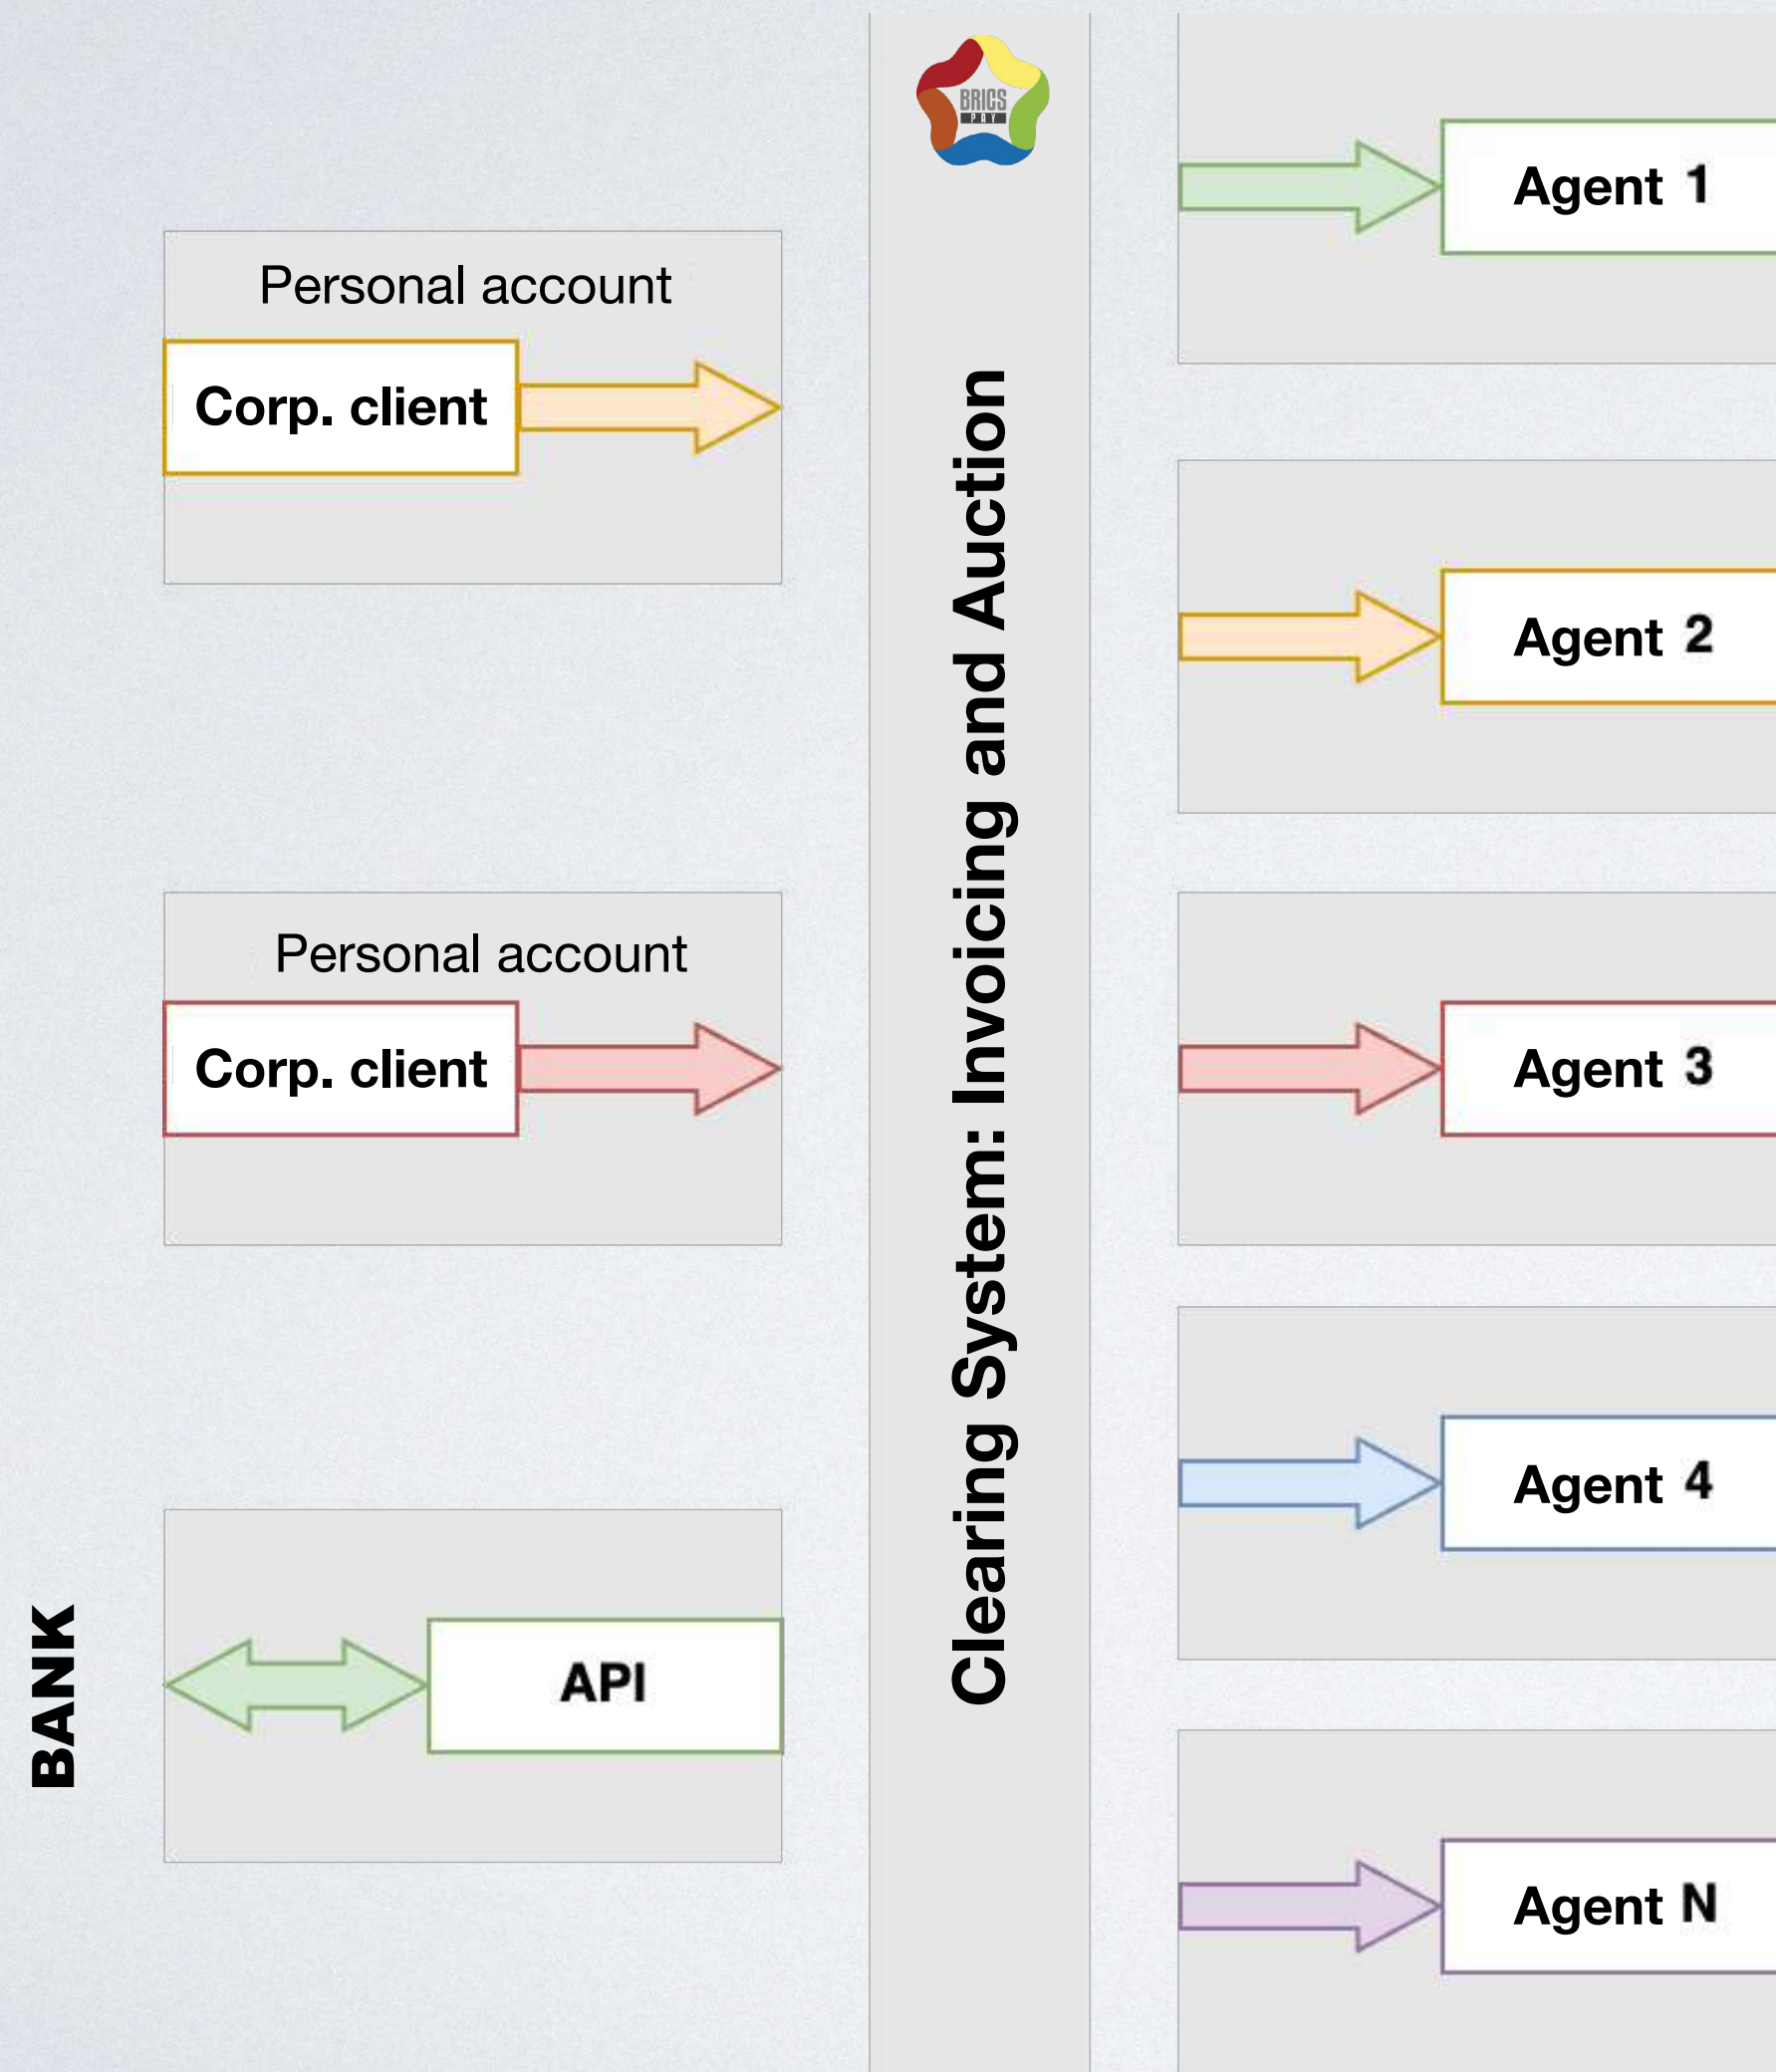 Personal account
Corp. client
Personal account
Corp. client
BANK
API
BRICS
PAY
Clearing System: Invoicing and Auction
Agent 1
Agent 2
Agent 3
Agent 4
Agent N